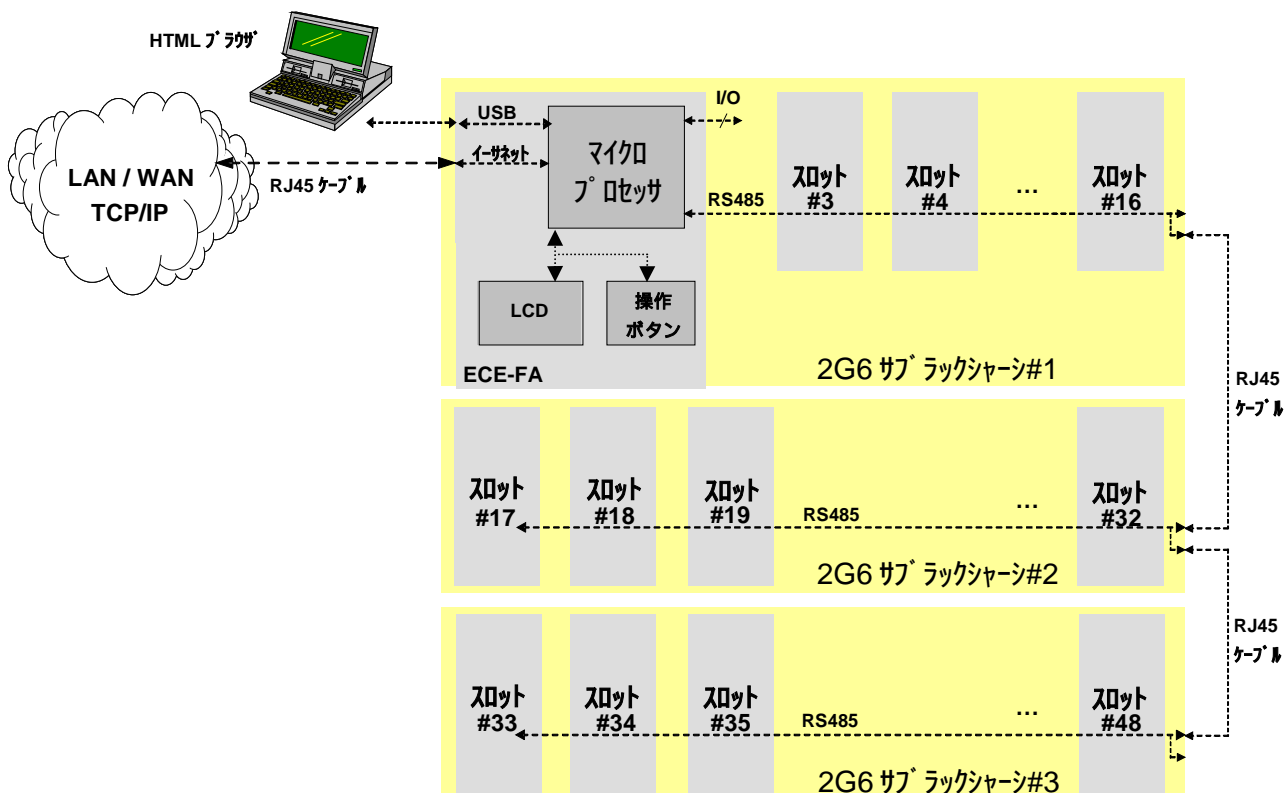 HTML ﾌﾞﾗｳｻﾞ
LAN / WAN
TCP/IP
RJ45 ｹｰﾌﾞﾙ
USB
ｲｰｻﾈｯﾄ
マイクロ
プロセッサ
I/O
RS485
LCD
操作
ボタン
ECE-FA
ｽﾛｯﾄ
#3
ｽﾛｯﾄ
#4
...
ｽﾛｯﾄ
#16
2G6 ｻﾌﾞﾗｯｸｼｬｰｼ#1
RJ45
ｹｰﾌﾞﾙ
ｽﾛｯﾄ
#17
ｽﾛｯﾄ
#18
ｽﾛｯﾄ
#19
RS485
...
ｽﾛｯﾄ
#32
2G6 ｻﾌﾞﾗｯｸｼｬｰｼ#2
RJ45
ｹｰﾌﾞﾙ
ｽﾛｯﾄ
#33
ｽﾛｯﾄ
#34
ｽﾛｯﾄ
#35
RS485
...
ｽﾛｯﾄ
#48
2G6 ｻﾌﾞﾗｯｸｼｬｰｼ#3